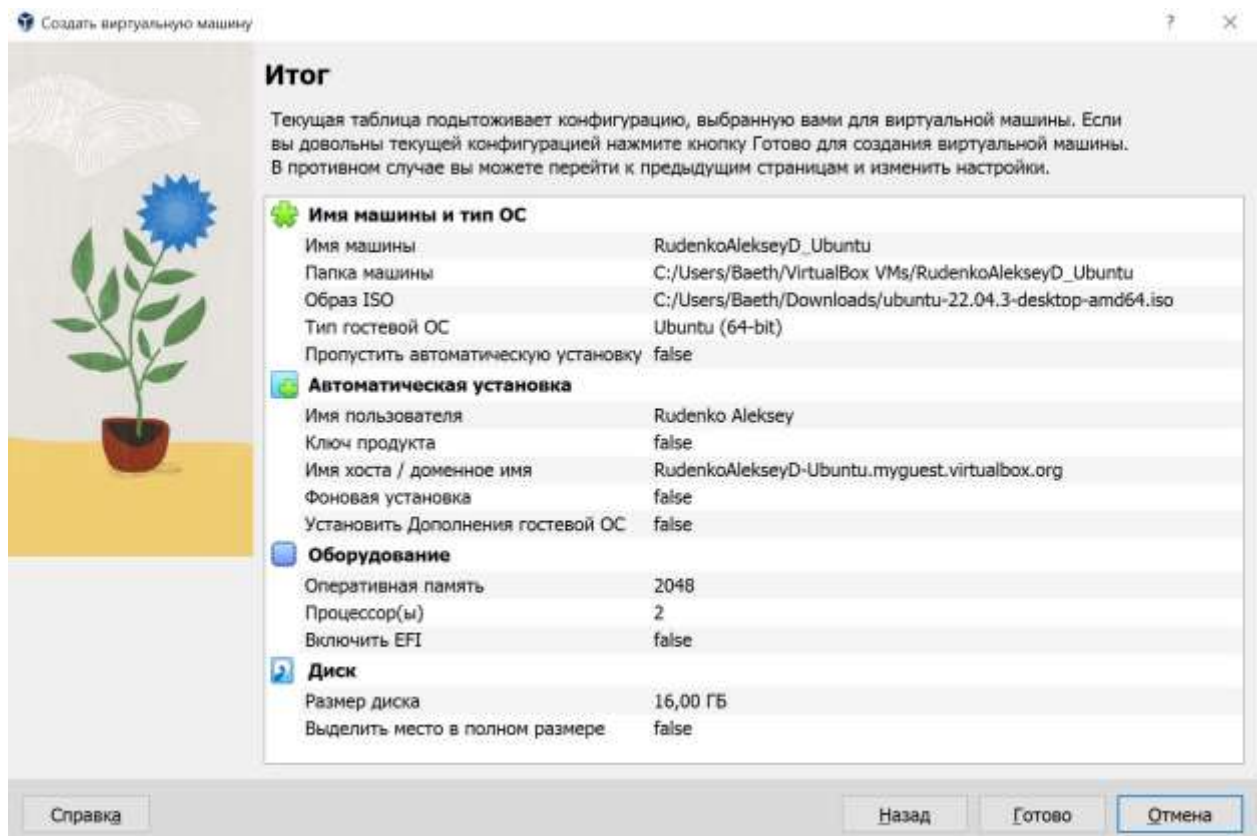 Создать виртуальную машину
?
Итог
Текущая таблица подытоживает конфигурацию, выбранную вами для виртуальной машины. Если
вы довольны текущей конфигурацией нажмите кнопку Готово для создания виртуальной машины.
В противном случае вы можете перейти к предыдущим страницам и изменить настройки.
Имя машины и тип ОС
Имя машины RudenkoAlekseyD_Ubuntu
Папка машины C:/Users/Baeth/VirtualBox VMs/RudenkoAlekseyD_Ubuntu
Образ ISO C:/Users/Baeth/Downloads/ubuntu-22.04.3-desktop-amd64.iso
Тип гостевой ОС Ubuntu (64-bit)
Пропустить автоматическую установку false
Автоматическая установка
Имя пользователя Rudenko Aleksey
Ключ продукта false
Имя хоста / доменное имя RudenkoAlekseyD-Ubuntu.myguest.virtualbox.org
Фоновая установка false
Установить Дополнения гостевой ОС false
Оборудование
Оперативная память 2048
Процессор(ы) 2
Включить EFI false
Диск
Размер диска 16,00 ГБ
Выделить место в полном размере false
Справка Назад Готово Отмена